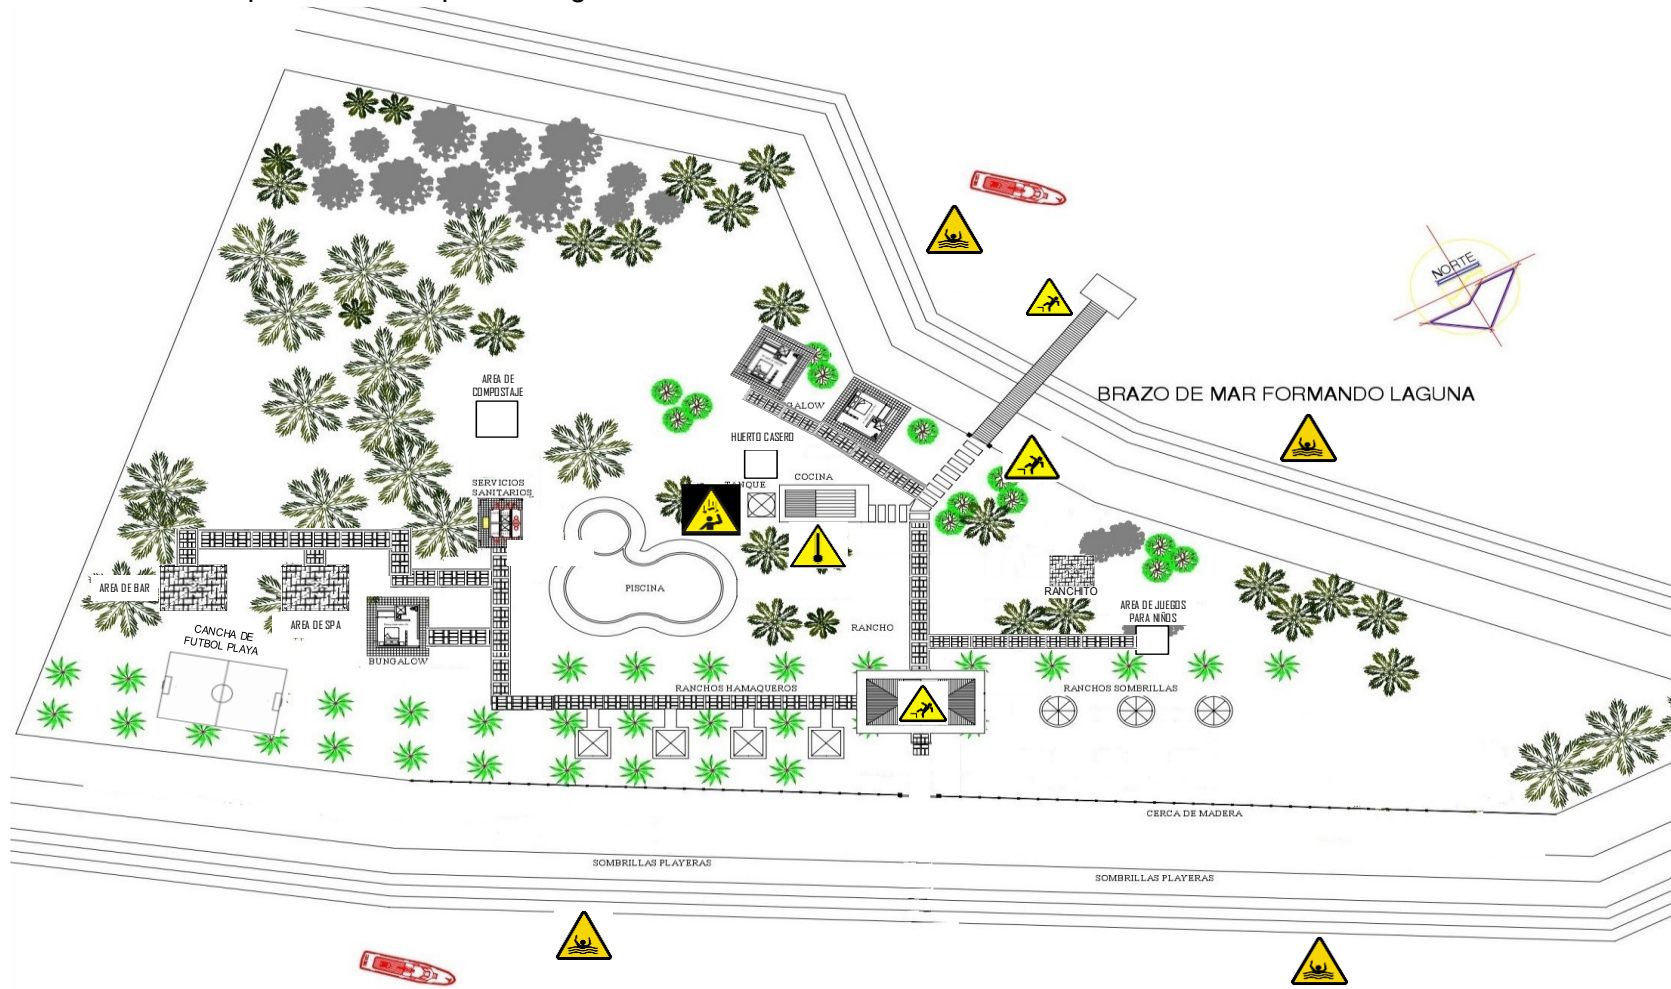 NORTE
BRAZO DE MAR FORMANDO LAGUNA
AREA DE
COMPOSTAJE
GALOW
HUERTO CASERO
TANQUE
COCINA
SERVICIOS
SANITARIOS
AREA DE BAR
AREA DE SPA
PISCINA
RANCHITO
AREA DE JUEGOS
PARA NIÑOS
CANCHA DE
FUTBOL PLAYA
RANCHO
BUNGALOW
RANCHOS HAMAQUEROS
RANCHOS SOMBRILLAS
CERCA DE MADERA
SOMBRILLAS PLAYERAS
SOMBRILLAS PLAYERAS